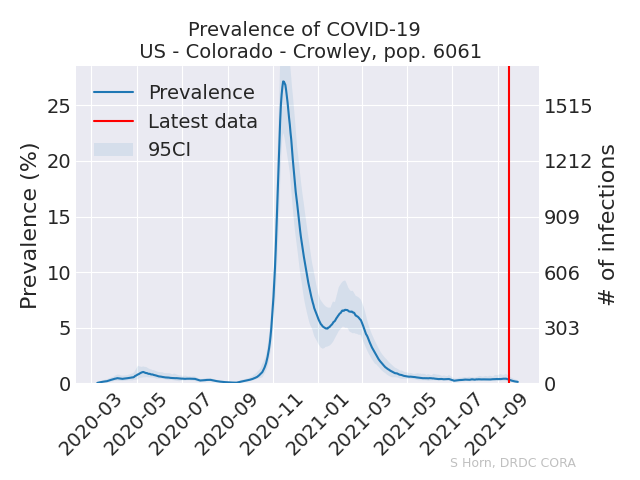 Prevalence of COVID-19
US - Colorado - Crowley, pop. 6061
Prevalence
Latest data
95CI
Prevalence (%)
25
20
15
10
5
0
1515
1212
909
606
303
0
# of infections
2020-03
2020-05
2020-07
2020-09
2020-11
2021-01
2021-03
2021-05
2021-07
2021-09
S Horn, DRDC CORA